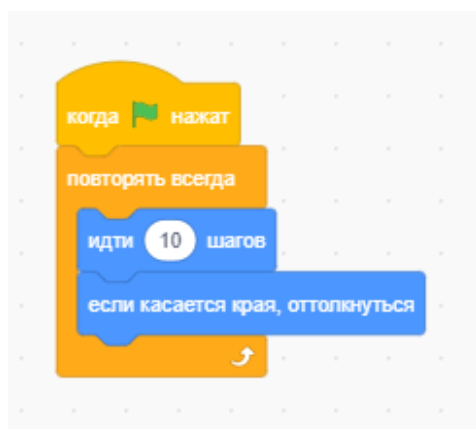 когда нажат
повторять всегда
идти 10 шагов
если касается края, оттолкнуться